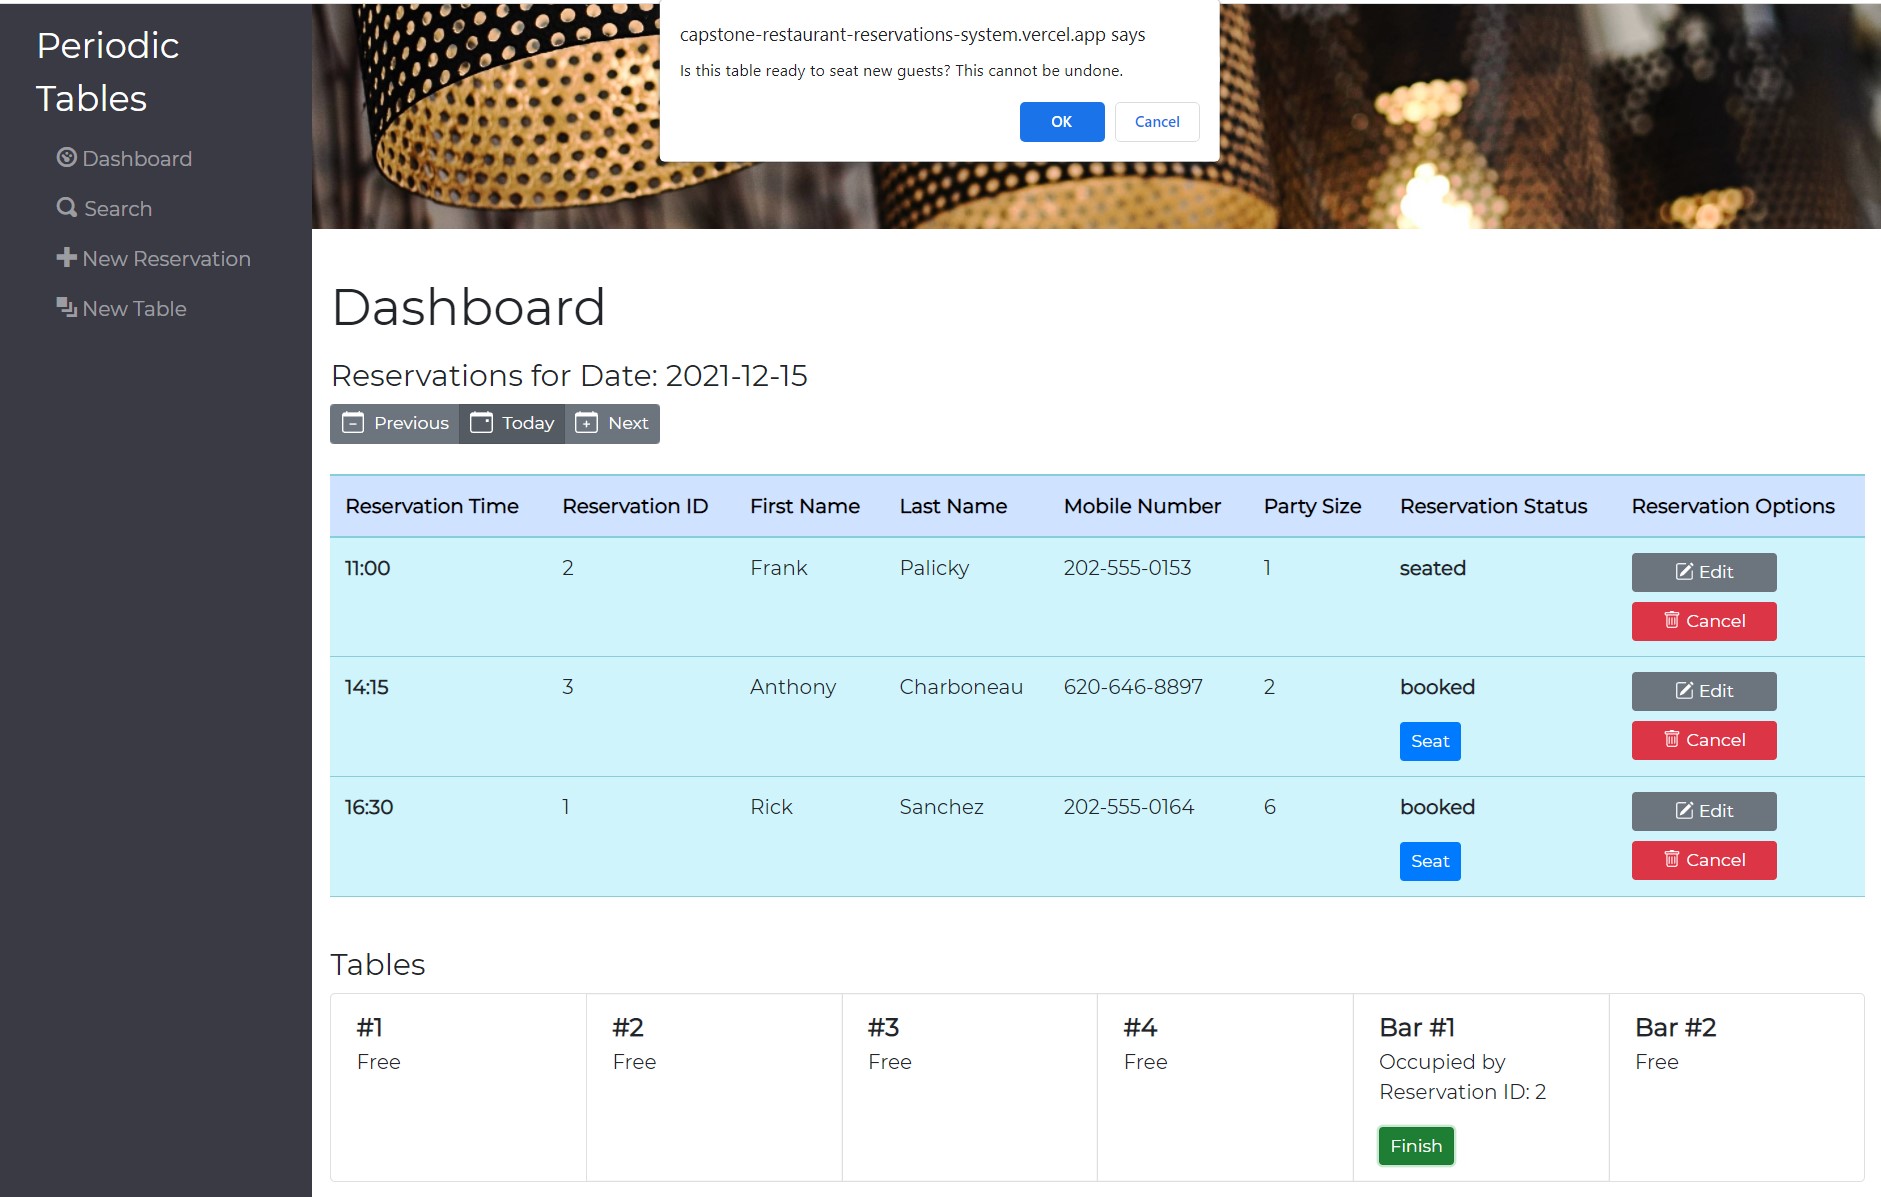 Periodic
Tables
Dashboard
Search
New Reservation
New Table
capstone-restaurant-reservations-system.vercel.app says
Is this table ready to seat new guests? This cannot be undone.
OK Cancel
Dashboard
Reservations for Date: 2021-12-15
Previous Today Next
Reservation Time Reservation ID First Name Last Name Mobile Number Party Size Reservation Status Reservation Options
11:00 2 Frank Palicky 202-555-0153 1 seated Edit
Cancel
14:15 3 Anthony Charboneau 620-646-8897 2 booked Edit
Seat Cancel
16:30 1 Rick Sanchez 202-555-0164 6 booked Edit
Seat Cancel
Tables
#1 #2 #3 #4 Bar #1 Bar #2
Free Free Free Free Occupied by Free
Reservation ID: 2
Finish